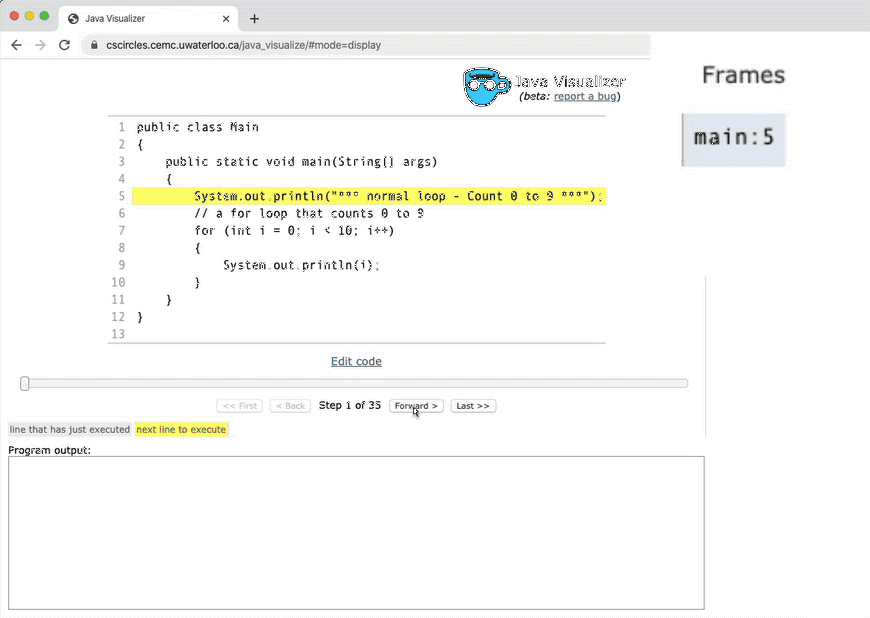 Java Visualizer
cscircles.cemc.uwaterloo.ca/java_visualize/#mode=display
Java Visualizer
(beta: report a bug)
Frames
main:5
1 public class Main
2 {
3 public static void main(String[] args)
4 {
5 System.out.println("*** normal loop - Count 0 to 9 ***");
6 // a for loop that counts 0 to 9
7 for (int i = 0; i < 10; i++)
8 {
9 System.out.println(i);
10 }
11 }
12 }
13
Edit code
<< First < Back Step 1 of 35 Forward > Last >>
line that has just executed next line to execute
Program output: